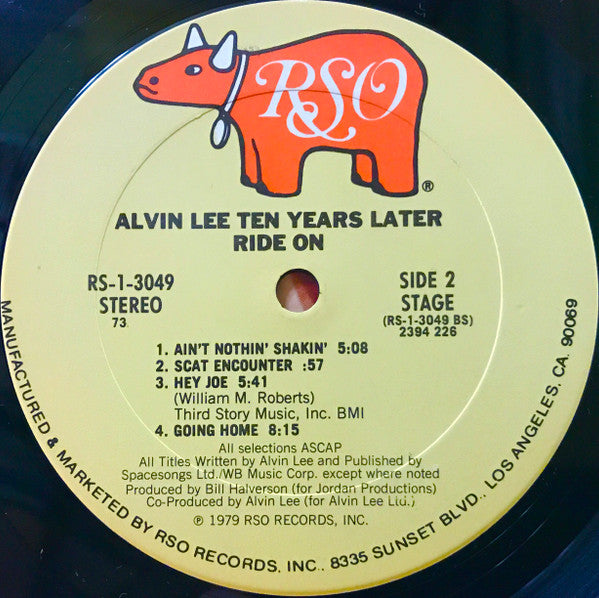 RSO
®
ALVIN LEE TEN YEARS LATER
RIDE ON
RS-1-3049
STEREO
73
SIDE 2
STAGE
(RS-1-3049 BS)
2394 226
1. AIN'T NOTHIN' SHAKIN' 5:08
2. SCAT ENCOUNTER :57
3. HEY JOE 5:41
(William M. Roberts)
Third Story Music, Inc. BMI
4. GOING HOME 8:15
All selections ASCAP
All Titles Written by Alvin Lee and Published by
Spacesongs Ltd./WB Music Corp. except where noted
Produced by Bill Halverson (for Jordan Productions)
Co-Produced by Alvin Lee (for Alvin Lee Ltd.)
℗ 1979 RSO RECORDS, INC.
MANUFACTURED & MARKETED BY RSO RECORDS, INC., 8335 SUNSET BLVD., LOS ANGELES, CA. 90069